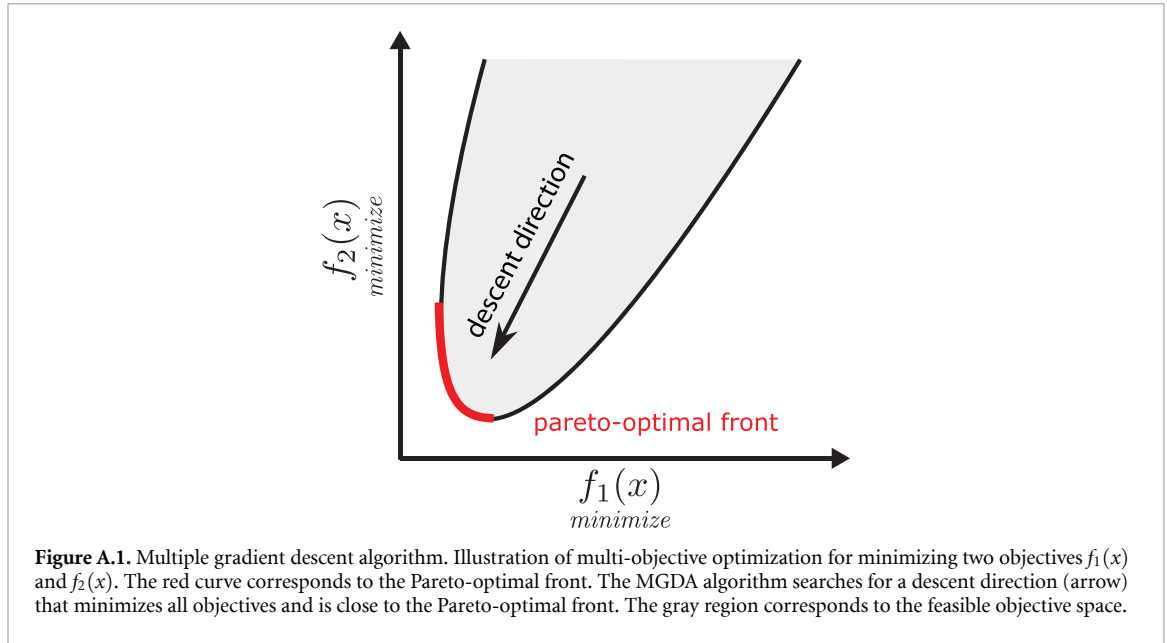 f₂(x)
minimize
descent direction
pareto-optimal front
f₁(x)
minimize
Figure A.1. Multiple gradient descent algorithm. Illustration of multi-objective optimization for minimizing two objectives f₁(x)
and f₂(x). The red curve corresponds to the Pareto-optimal front. The MGDA algorithm searches for a descent direction (arrow)
that minimizes all objectives and is close to the Pareto-optimal front. The gray region corresponds to the feasible objective space.